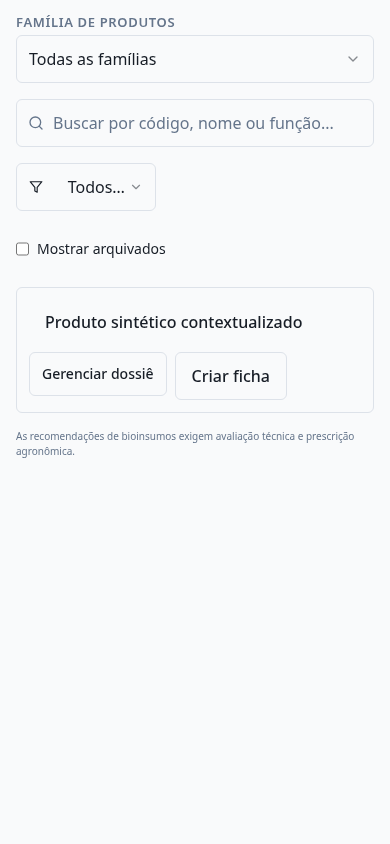 FAMÍLIA DE PRODUTOS
Todas as famílias
Buscar por código, nome ou função...
Todos...
Mostrar arquivados
Produto sintético contextualizado
Gerenciar dossiê
Criar ficha
As recomendações de bioinsumos exigem avaliação técnica e prescrição
agronômica.